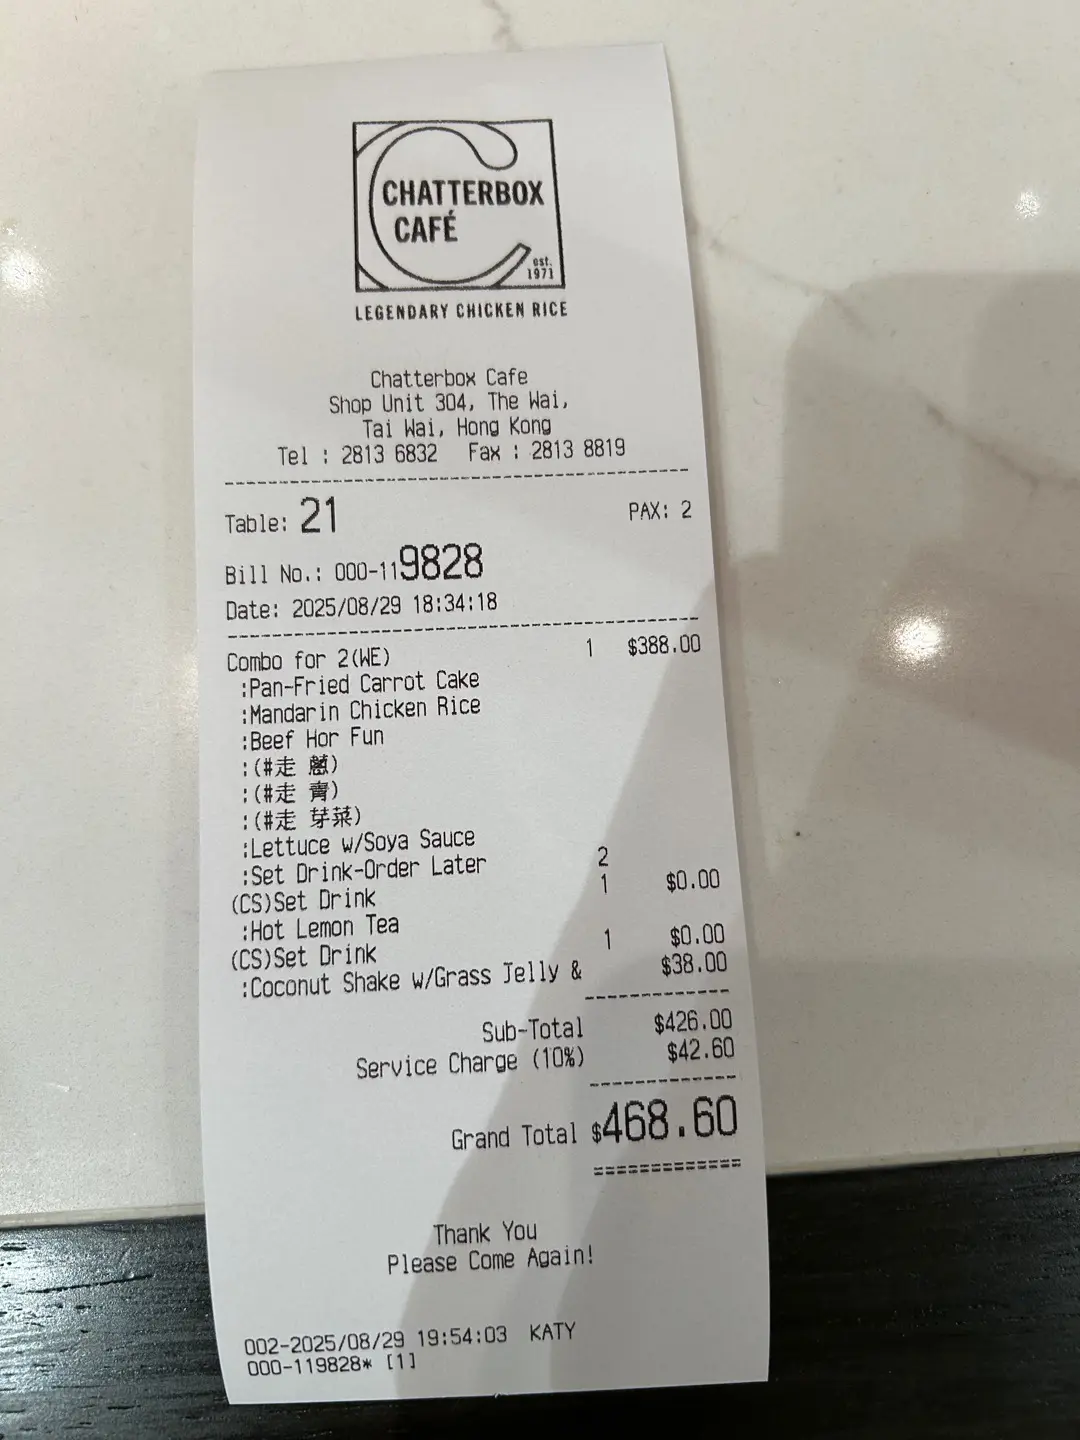 CHATTERBOX
CAFÉ
est.
1971
LEGENDARY CHICKEN RICE
Chatterbox Cafe
Shop Unit 304, The Wai,
Tai Wai, Hong Kong
Tel : 2813 6832 Fax : 2813 8819
Table: 21 PAX: 2
Bill No.: 000-119828
Date: 2025/08/29 18:34:18
Combo for 2(WE) 1 $388.00
:Pan-Fried Carrot Cake
:Mandarin Chicken Rice
:Beef Hor Fun
:(#走 蔥)
:(#走 青)
:(#走 芽菜)
:Lettuce w/Soya Sauce
:Set Drink-Order Later 2
(CS)Set Drink 1 $0.00
:Hot Lemon Tea
(CS)Set Drink 1 $0.00
:Coconut Shake w/Grass Jelly & $38.00
Sub-Total $426.00
Service Charge (10%) $42.60
Grand Total $468.60
Thank You
Please Come Again!
002-2025/08/29 19:54:03 KATY
000-119828* [1]